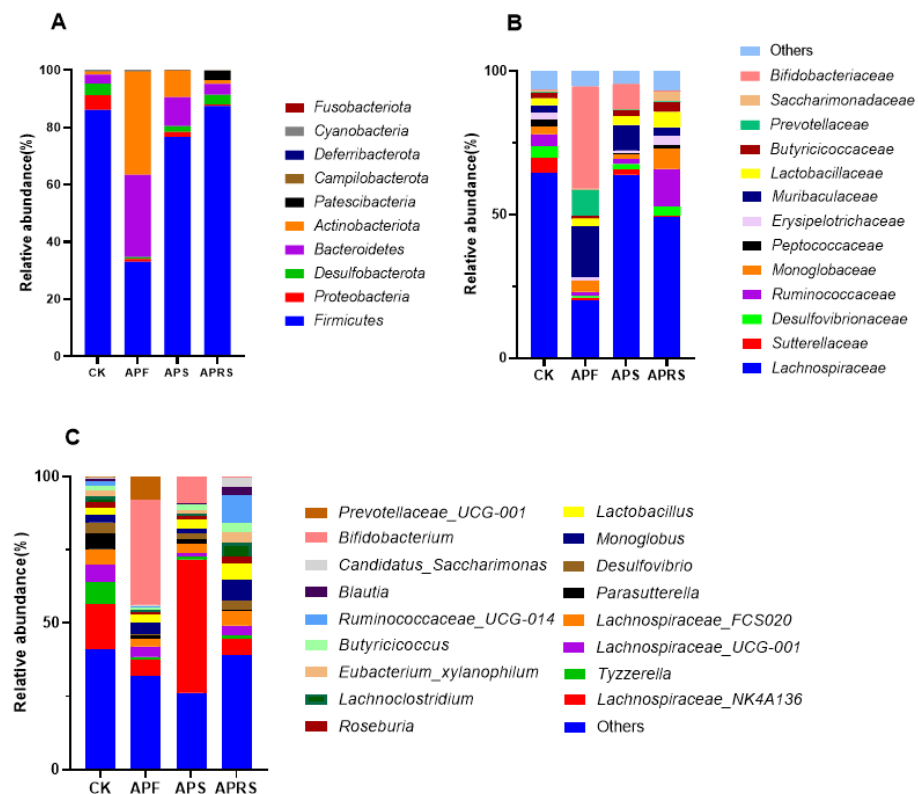 A
Relative abundance(%)
100
80
60
40
20
0
CK APF APS APRS
Fusobacteriota
Cyanobacteria
Deferribacterota
Campilobacterota
Patescibacteria
Actinobacteriota
Bacteroidetes
Desulfobacterota
Proteobacteria
Firmicutes
B
Relative abundance(%)
100
50
0
CK APF APS APRS
Others
Bifidobacteriaceae
Saccharimonadaceae
Prevotellaceae
Butyricicoccaceae
Lactobacillaceae
Muribaculaceae
Erysipelotrichaceae
Peptococcaceae
Monoglobaceae
Ruminococcaceae
Desulfovibrionaceae
Sutterellaceae
Lachnospiraceae
C
Relative abundance(%)
100
50
0
CK APF APS APRS
Prevotellaceae_UCG-001
Bifidobacterium
Candidatus_Saccharimonas
Blautia
Ruminococcaceae_UCG-014
Butyricicoccus
Eubacterium_xylanophilum
Lachnoclostridium
Roseburia
Lactobacillus
Monoglobus
Desulfovibrio
Parasutterella
Lachnospiraceae_FCS020
Lachnospiraceae_UCG-001
Tyzzerella
Lachnospiraceae_NK4A136
Others